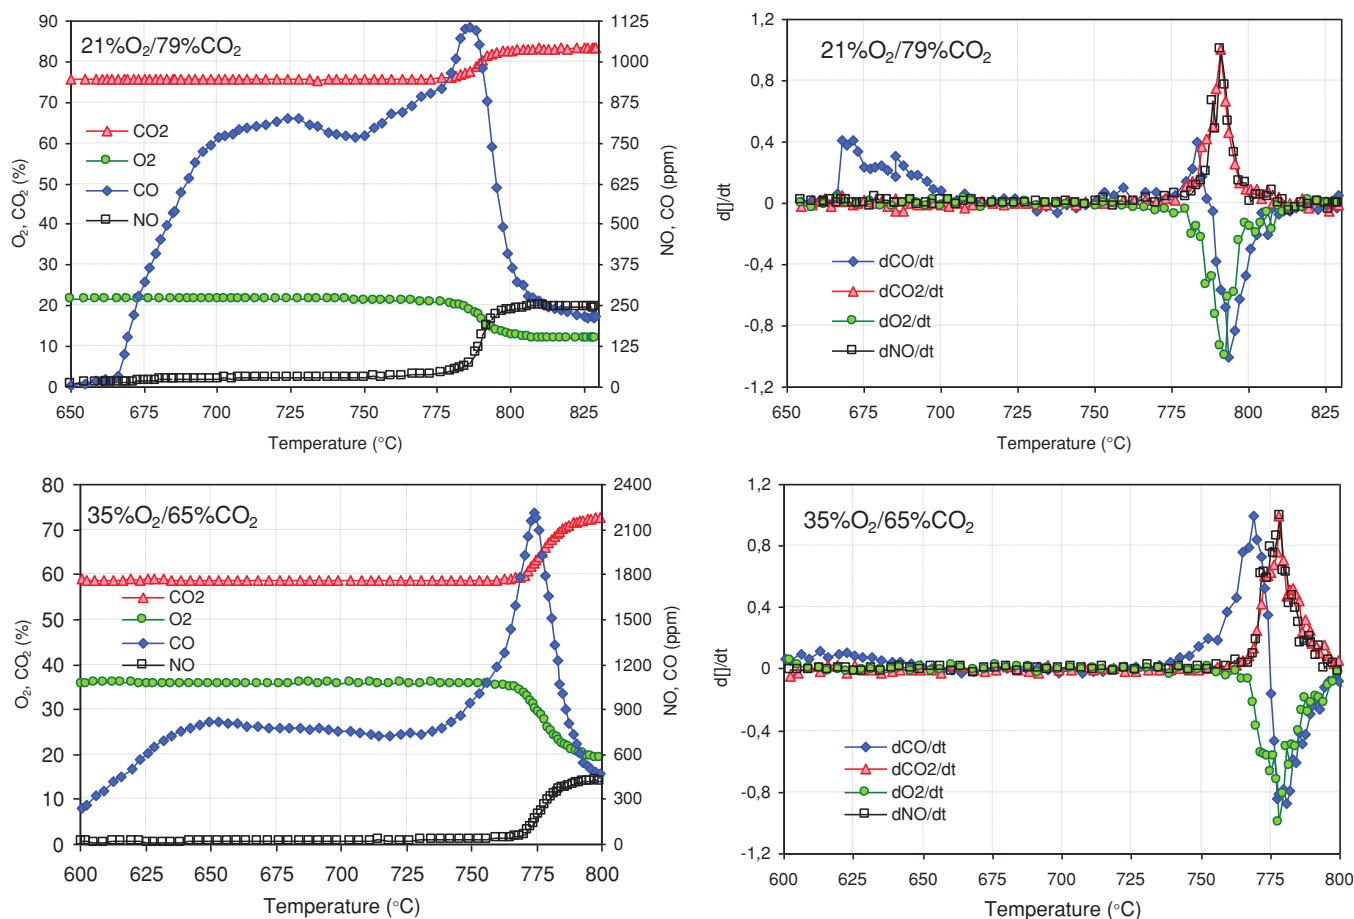 90
80
70
60
50
40
30
20
10
0
O2, CO2 (%)
21%O2/79%CO2
CO2
O2
CO
NO
1125
1000
875
750
625
500
375
250
125
0
NO, CO (ppm)
650 675 700 725 750 775 800 825
Temperature (°C)
1,2
0,8
0,4
0
-0,4
-0,8
-1,2
d[]/dt
21%O2/79%CO2
dCO/dt
dCO2/dt
dO2/dt
dNO/dt
650 675 700 725 750 775 800 825
Temperature (°C)
80
70
60
50
40
30
20
10
0
O2, CO2 (%)
35%O2/65%CO2
CO2
O2
CO
NO
2400
2100
1800
1500
1200
900
600
300
0
NO, CO (ppm)
600 625 650 675 700 725 750 775 800
Temperature (°C)
1,2
0,8
0,4
0
-0,4
-0,8
-1,2
d[]/dt
35%O2/65%CO2
dCO/dt
dCO2/dt
dO2/dt
dNO/dt
600 625 650 675 700 725 750 775 800
Temperature (°C)